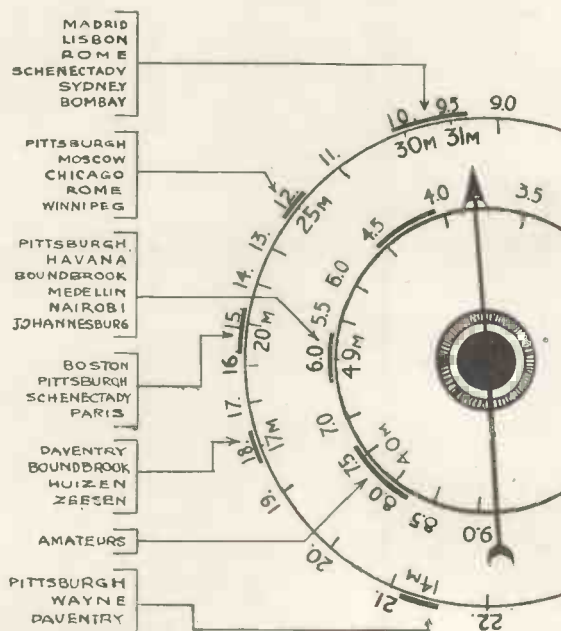 MADRID
LISBON
ROME
SCHENECTADY
SYDNEY
BOMBAY
PITTSBURGH
MOSCOW
CHICAGO
ROME
WINNIPEG
PITTSBURGH
HAVANA
BOUNDBROOK
MEDELLIN
NAIROBI
JOHANNESBURG
BOSTON
PITTSBURGH
SCHENECTADY
PARIS
DAVENTRY
BOUNDBROOK
HUIZEN
ZEESEN
AMATEURS
PITTSBURGH
WAYNE
DAVENTRY
9.0
9.5
10.
11.
12.
13.
14.
15.
16.
17.
18.
19.
20.
21.
22.
31M
30M
25M
20M
17M
14M
3.5
4.0
4.5
5.0
5.5
6.0
7.0
7.5
8.0
8.5
9.0
49M
40M